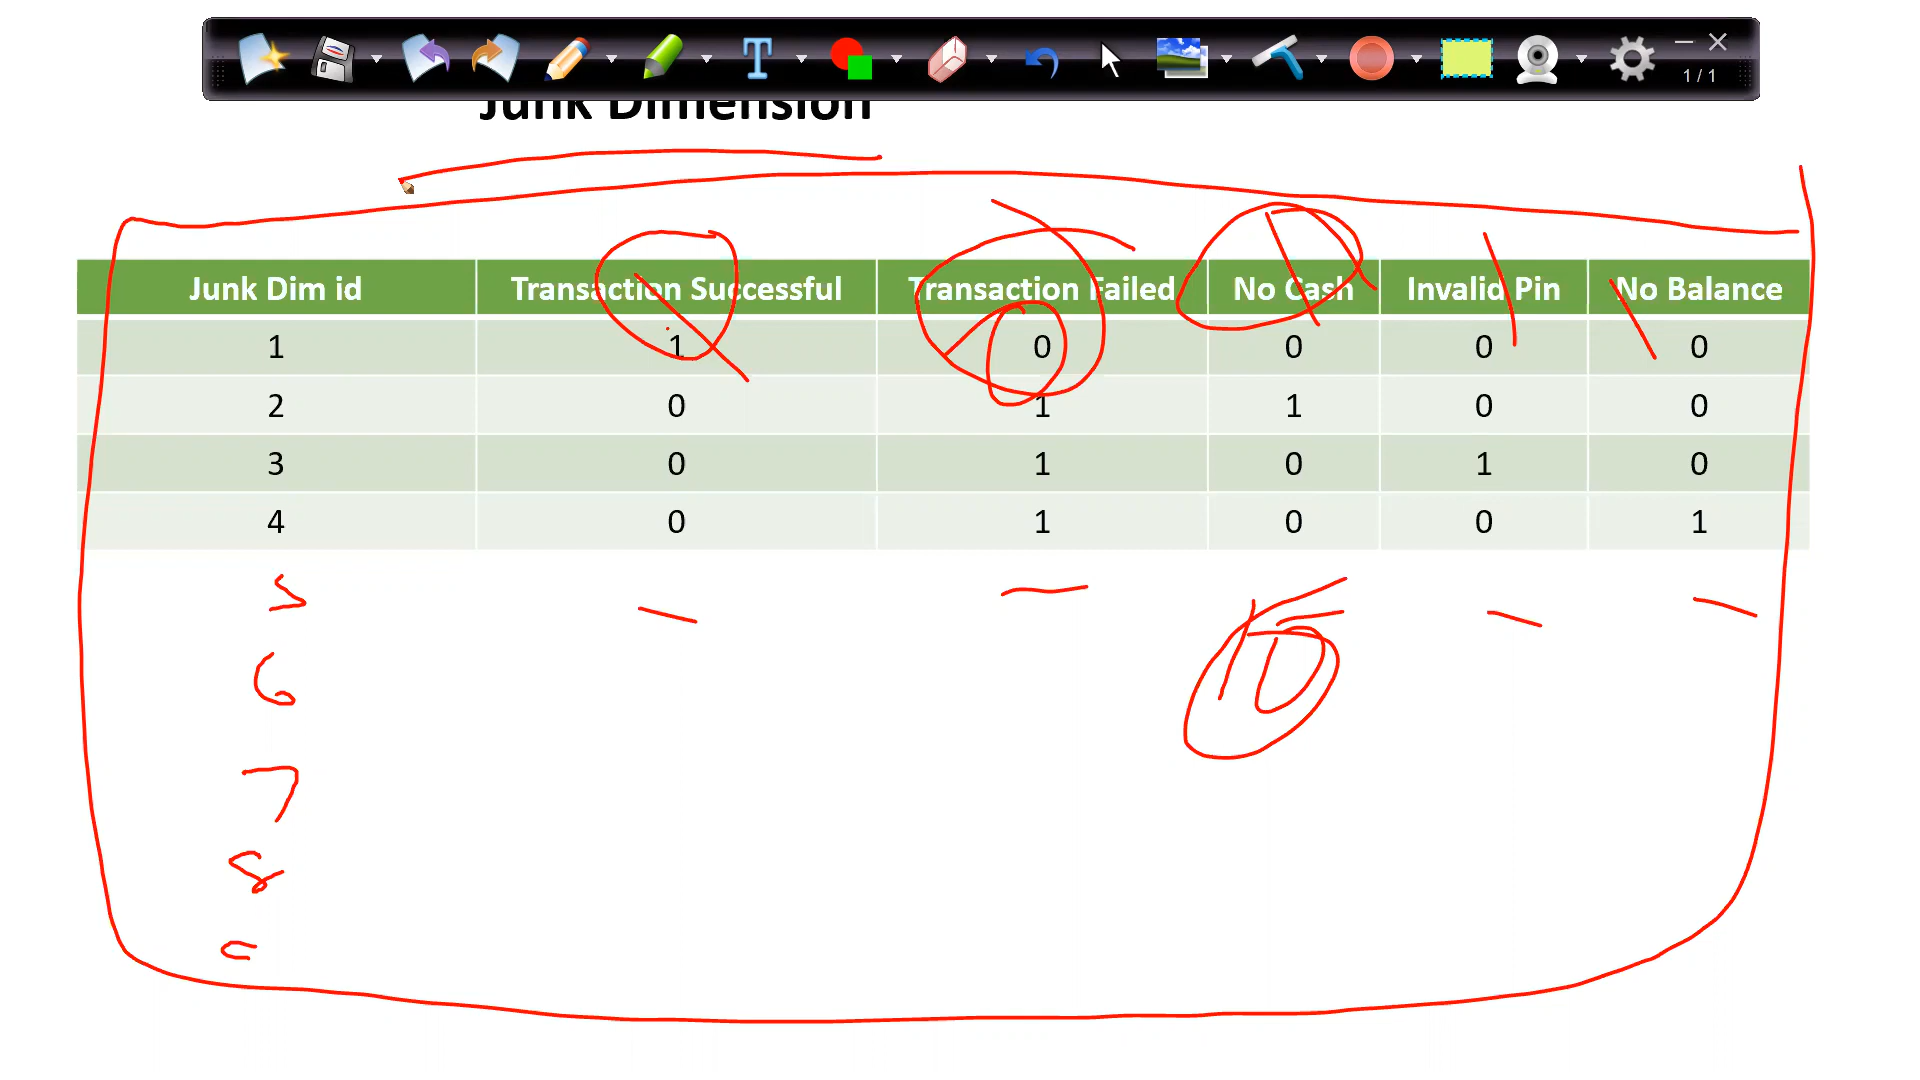 1 / 1
Junk Dimension
Junk Dim id Transaction Successful Transaction Failed No Cash Invalid Pin No Balance
1 1 0 0 0 0
2 0 1 1 0 0
3 0 1 0 1 0
4 0 1 0 0 1
5
6
7
8